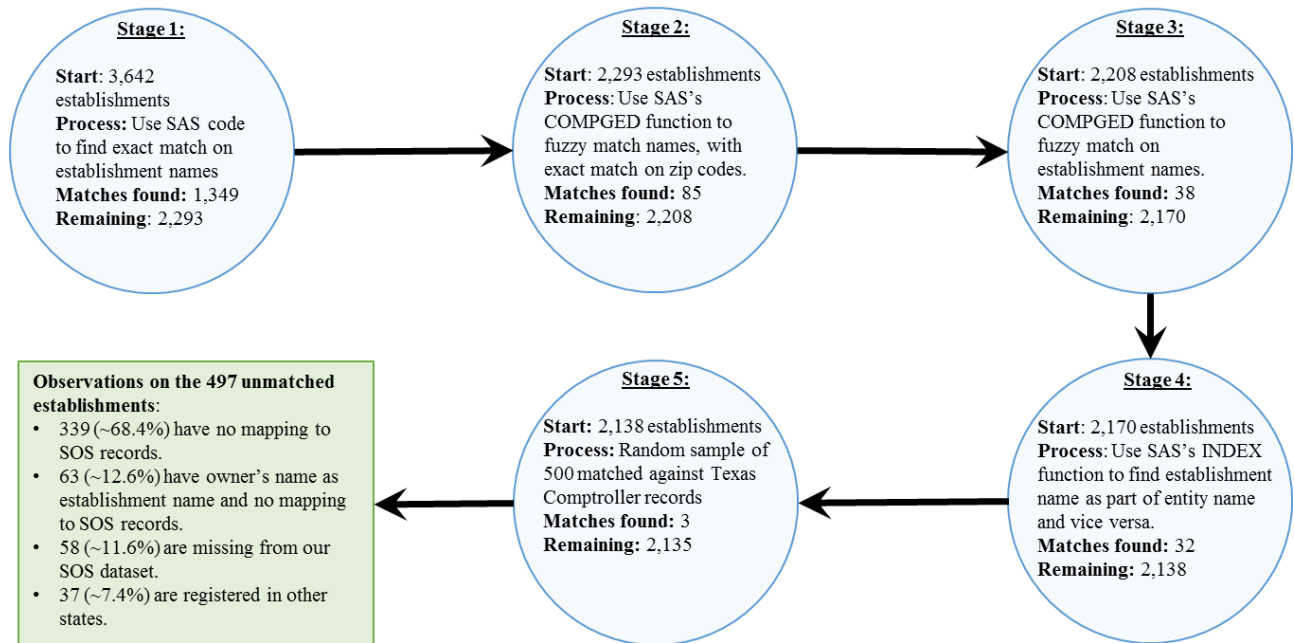 Stage 1:
Start: 3,642
establishments
Process: Use SAS code
to find exact match on
establishment names
Matches found: 1,349
Remaining: 2,293
Stage 2:
Start: 2,293 establishments
Process: Use SAS's
COMPGED function to
fuzzy match names, with
exact match on zip codes.
Matches found: 85
Remaining: 2,208
Stage 3:
Start: 2,208 establishments
Process: Use SAS's
COMPGED function to
fuzzy match on
establishment names.
Matches found: 38
Remaining: 2,170
Stage 4:
Start: 2,170 establishments
Process: Use SAS's INDEX
function to find establishment
name as part of entity name
and vice versa.
Matches found: 32
Remaining: 2,138
Stage 5:
Start: 2,138 establishments
Process: Random sample of
500 matched against Texas
Comptroller records
Matches found: 3
Remaining: 2,135
Observations on the 497 unmatched
establishments:
• 339 (~68.4%) have no mapping to
SOS records.
• 63 (~12.6%) have owner's name as
establishment name and no mapping
to SOS records.
• 58 (~11.6%) are missing from our
SOS dataset.
• 37 (~7.4%) are registered in other
states.